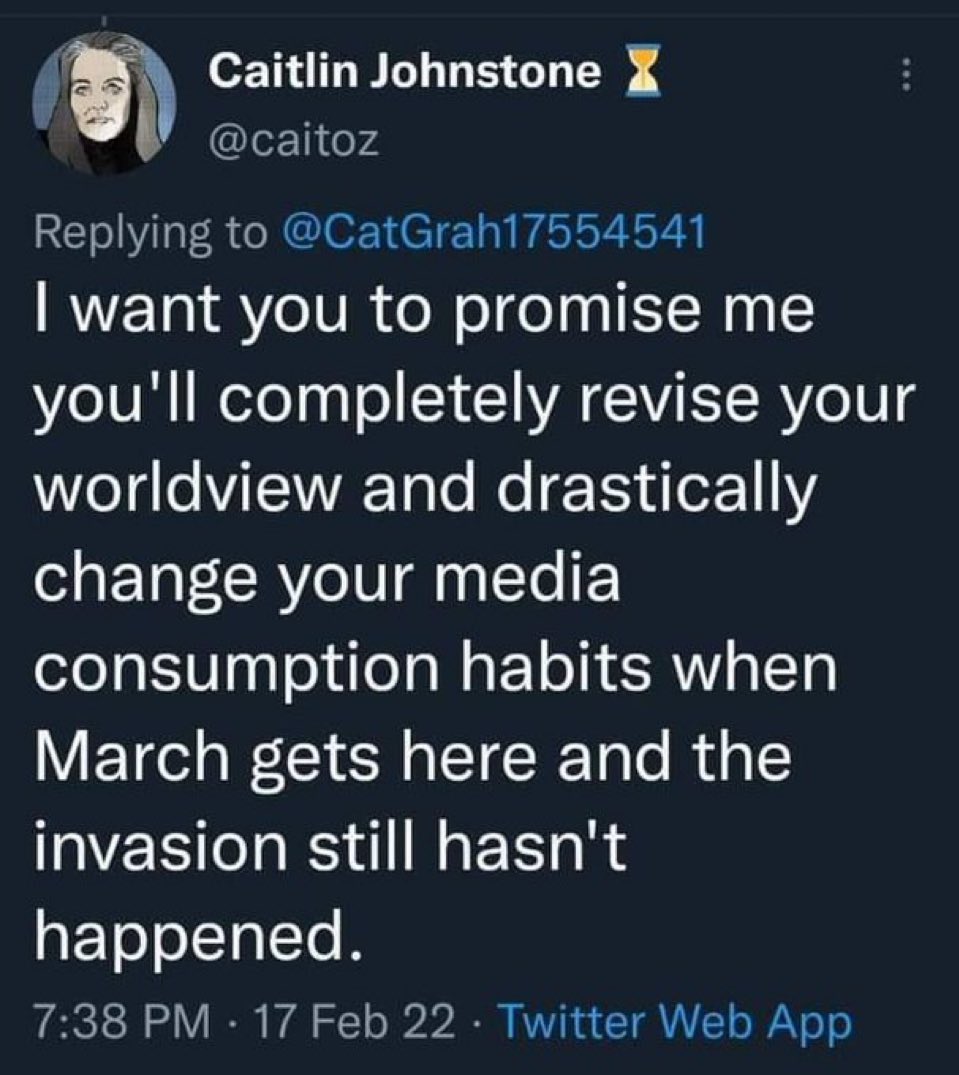 Caitlin Johnstone ⏳
@caitoz
Replying to @CatGrah17554541
I want you to promise me
you'll completely revise your
worldview and drastically
change your media
consumption habits when
March gets here and the
invasion still hasn't
happened.
7:38 PM · 17 Feb 22 · Twitter Web App